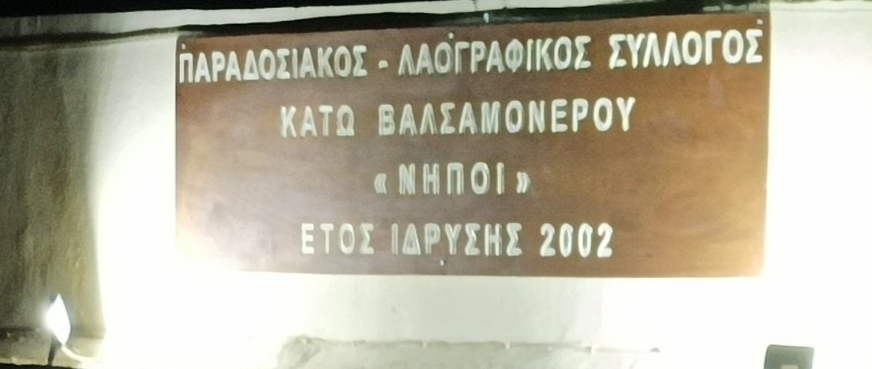 ΠΑΡΑΔΟΣΙΑΚΟΣ - ΛΑΟΓΡΑΦΙΚΟΣ ΣΥΛΛΟΓΟΣ
ΚΑΤΩ ΒΑΛΣΑΜΟΝΕΡΟΥ
« ΝΗΠΟΙ »
ΕΤΟΣ ΙΔΡΥΣΗΣ 2002